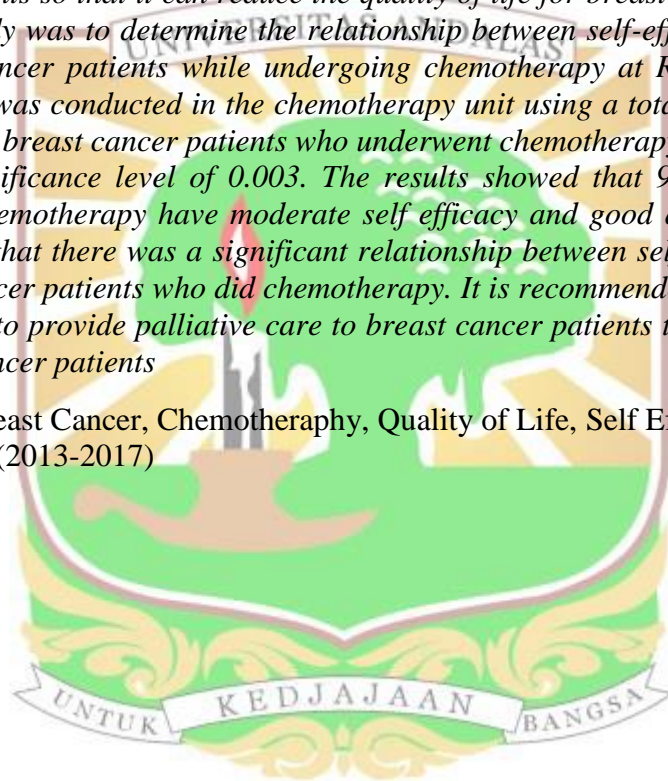 nts so that it can reduce the quality of life for breast
dy was to determine the relationship between self-eff
UNIVERSITAS ANDALAS
ncer patients while undergoing chemotherapy at R
was conducted in the chemotherapy unit using a tota
breast cancer patients who underwent chemotherapy
ificance level of 0.003. The results showed that 9
emotherapy have moderate self efficacy and good
that there was a significant relationship between sel
cer patients who did chemotherapy. It is recommend
to provide palliative care to breast cancer patients t
ncer patients
east Cancer, Chemotheraphy, Quality of Life, Self E
(2013-2017)
UNTUK KEDJAJAAN BANGSA